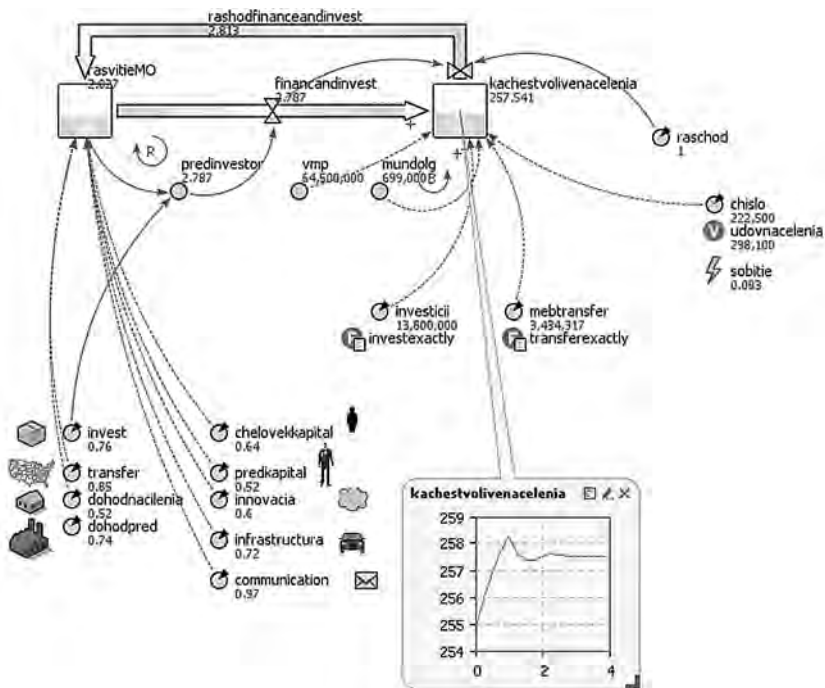 rashodfinanceandinvest
2.813
rasvitieMO
2.027
financandinvest
2.787
kachestvolivenacelenia
257.541
R
predinvestor
2.787
vmp
64,500,000
mundolg
699,000
B
+
+
raschod
1
chislo
222,500
V
udovnacelenia
298,100
sobitie
0.093
investicii
13,800,000
F
investexactly
mebtransfer
3,434,317
F
transferexactly
invest
0.76
transfer
0.85
dohodnacilenia
0.52
dohodpred
0.74
chelovekkapital
0.64
predkapital
0.52
innovacia
0.6
infrastructura
0.72
communication
0.97
kachestvolivenacelenia
259
258
257
256
255
254
0
2
4